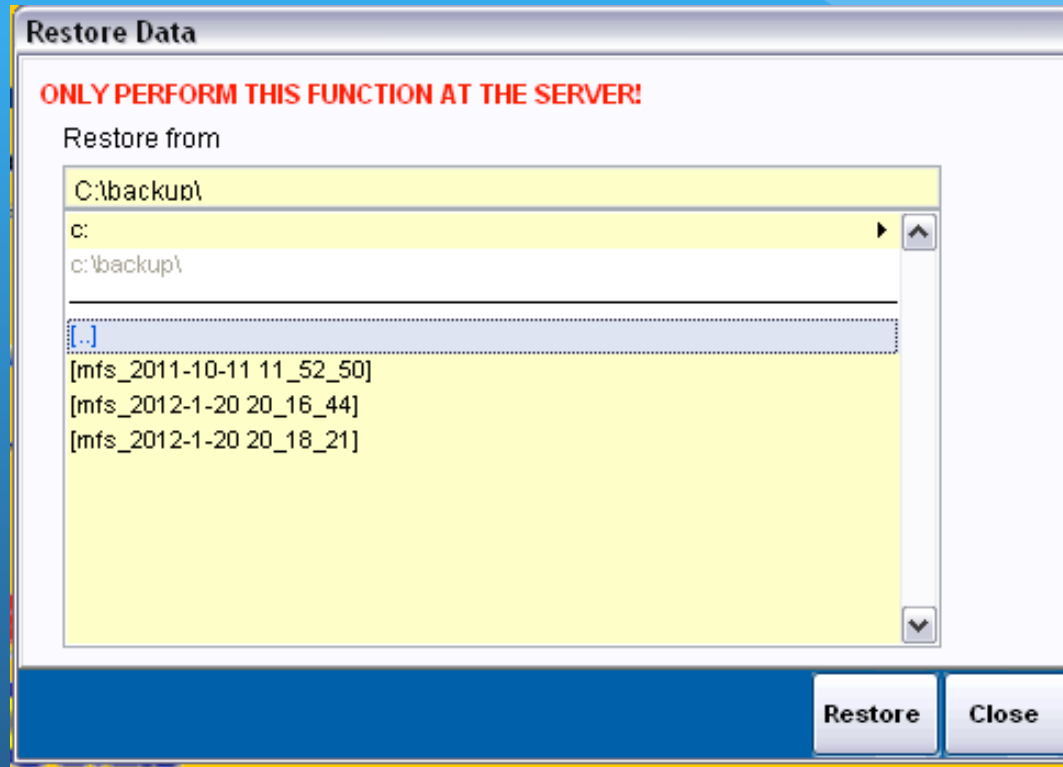 Restore Data
ONLY PERFORM THIS FUNCTION AT THE SERVER!
Restore from
C:\backup\
c:
c:\backup\
[..]
[mfs_2011-10-11 11_52_50]
[mfs_2012-1-20 20_16_44]
[mfs_2012-1-20 20_18_21]
Restore Close